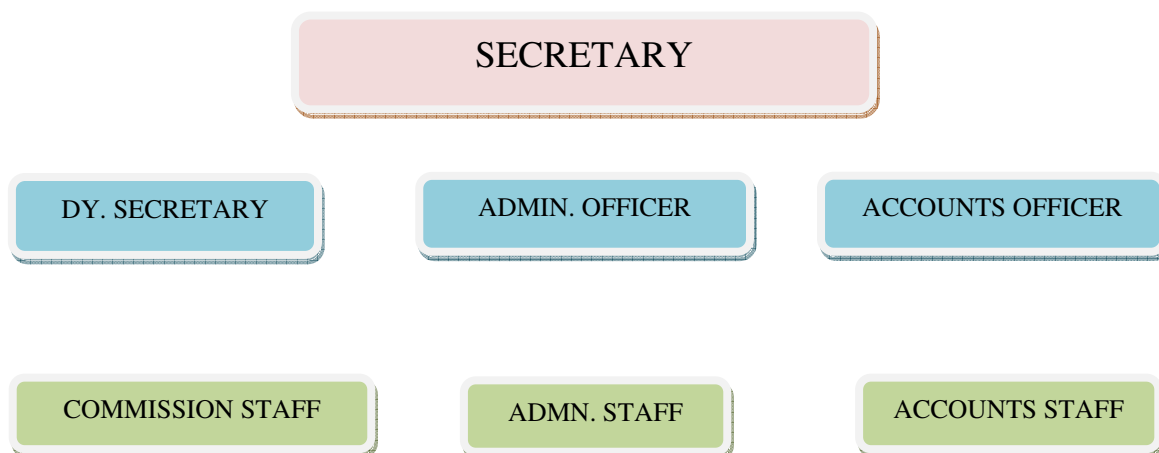 SECRETARY
DY. SECRETARY
ADMIN. OFFICER
ACCOUNTS OFFICER
COMMISSION STAFF
ADMN. STAFF
ACCOUNTS STAFF